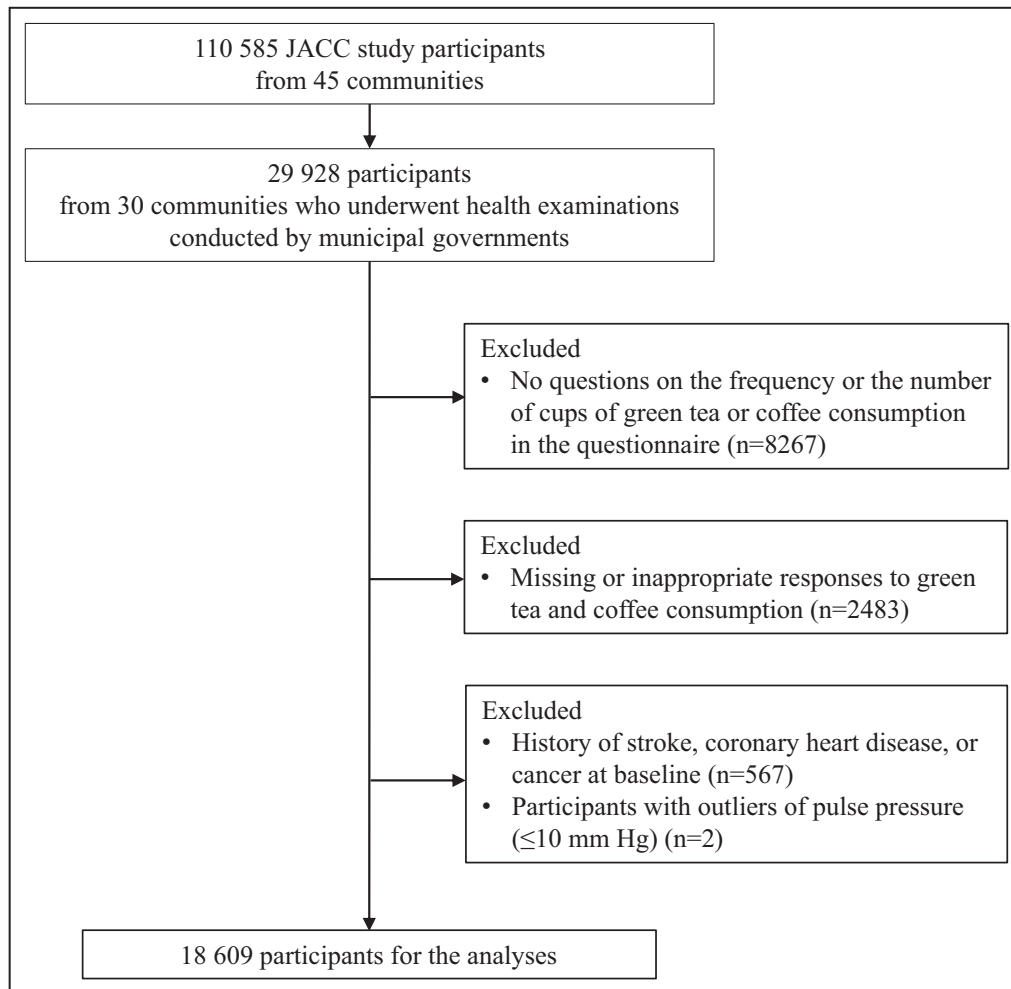 110 585 JACC study participants
from 45 communities
29 928 participants
from 30 communities who underwent health examinations
conducted by municipal governments
Excluded
• No questions on the frequency or the number
of cups of green tea or coffee consumption
in the questionnaire (n=8267)
Excluded
• Missing or inappropriate responses to green
tea and coffee consumption (n=2483)
Excluded
• History of stroke, coronary heart disease, or
cancer at baseline (n=567)
• Participants with outliers of pulse pressure
(≤10 mm Hg) (n=2)
18 609 participants for the analyses